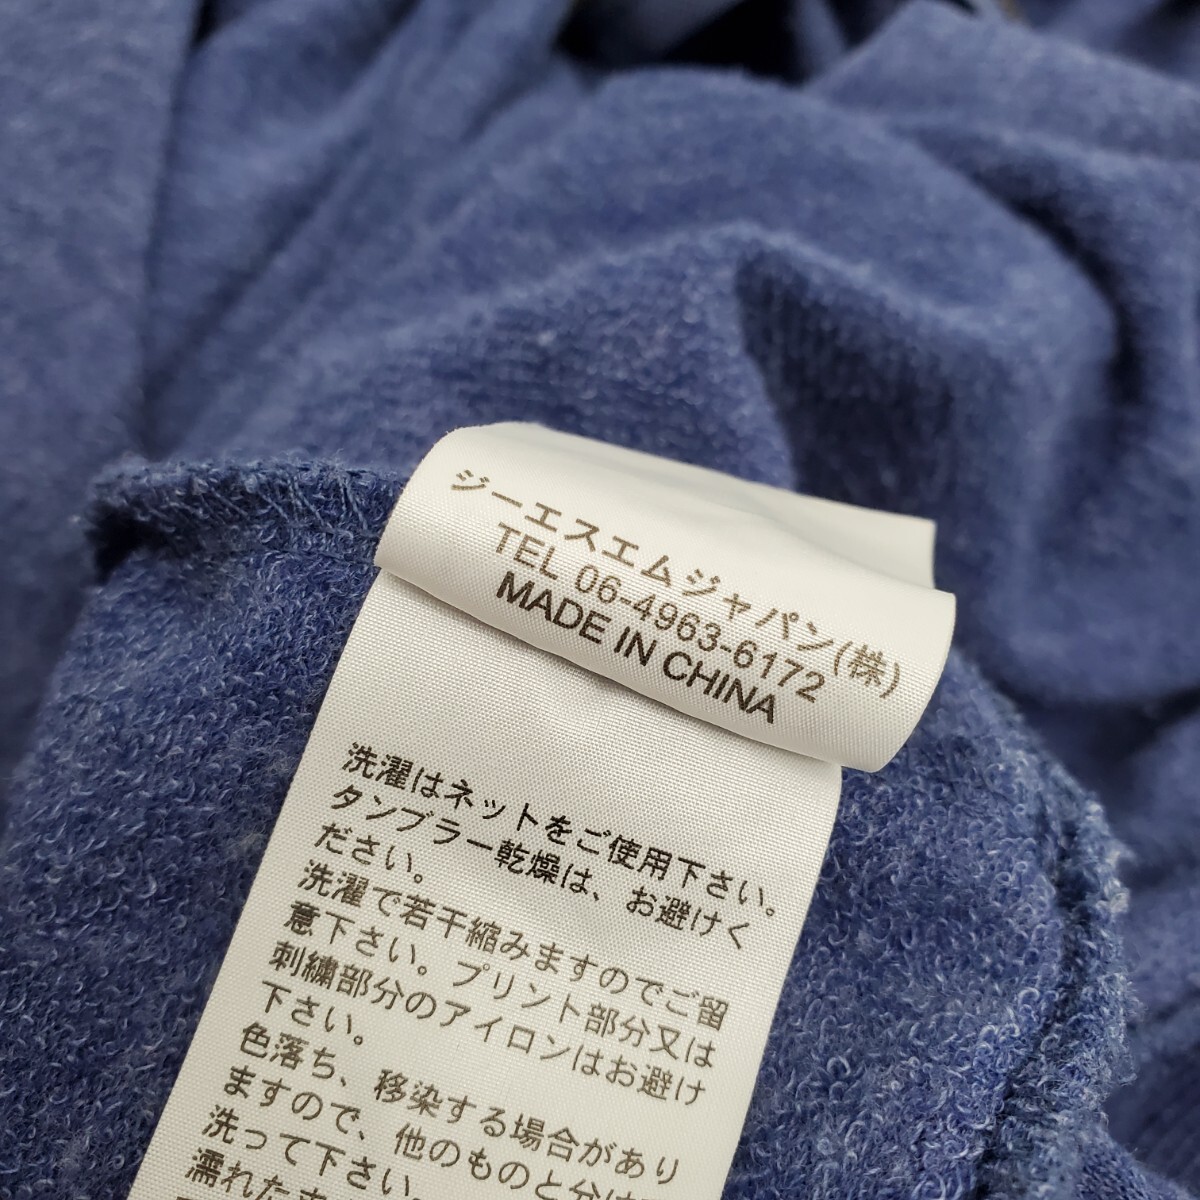 ジーエスエムジャパン(株)
TEL 06-4963-6172
MADE IN CHINA
洗濯はネットをご使用下さい。
タンブラー乾燥は、お避けく
ださい。
洗濯で若干縮みますのでご留
意下さい。プリント部分又は
刺繍部分のアイロンはお避け
下さい。
色落ち、移染する場合があり
ますので、他のものと分け
洗って下さい。
濡れたま